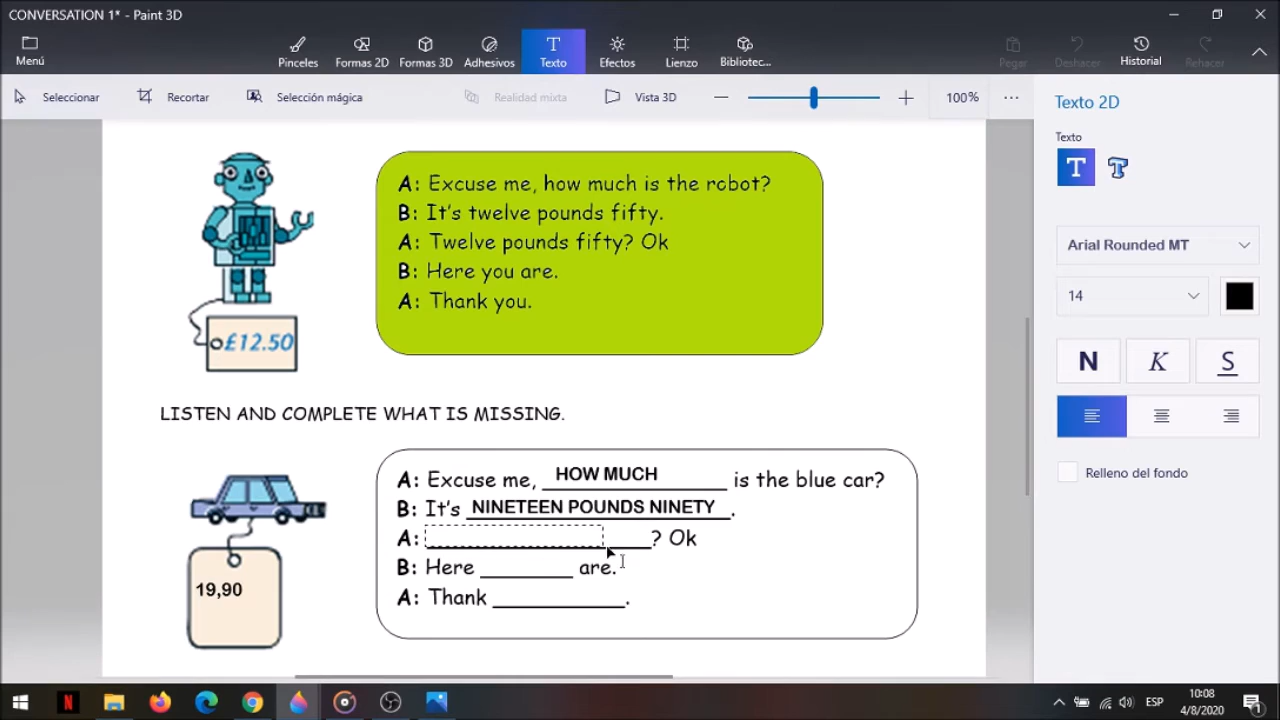 CONVERSATION 1* - Paint 3D
Menú
Pinceles
Formas 2D
Formas 3D
Adhesivos
Texto
Efectos
Lienzo
Bibliotec...
Pegar
Deshacer
Historial
Rehacer
Seleccionar
Recortar
Selección mágica
Realidad mixta
Vista 3D
100%
Texto 2D
Texto
T
T
Arial Rounded MT
14
N K S
Relleno del fondo
A: Excuse me, how much is the robot?
B: It's twelve pounds fifty.
A: Twelve pounds fifty? Ok
B: Here you are.
A: Thank you.
£12.50
LISTEN AND COMPLETE WHAT IS MISSING.
A: Excuse me, HOW MUCH is the blue car?
B: It's NINETEEN POUNDS NINETY.
A: ____? Ok
B: Here ____ are.
A: Thank ____.
19,90
N
ESP
10:08
4/8/2020
1